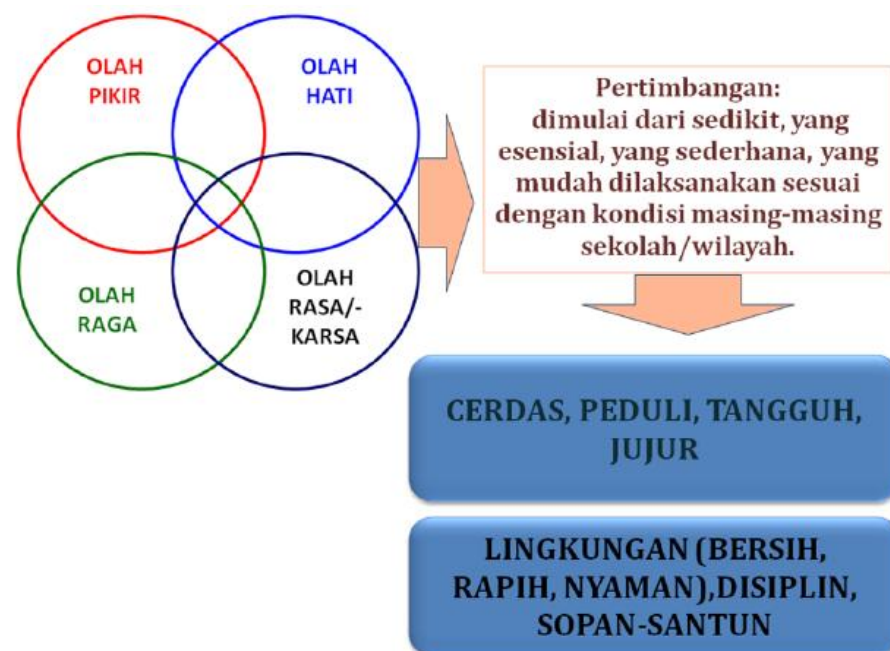 OLAH
PIKIR
OLAH
HATI
OLAH
RAGA
OLAH
RASA/-
KARSA
Pertimbangan:
dimulai dari sedikit, yang
esensial, yang sederhana, yang
mudah dilaksanakan sesuai
dengan kondisi masing-masing
sekolah/wilayah.
CERDAS, PEDULI, TANGGUH,
JUJUR
LINGKUNGAN (BERSIH,
RAPIH, NYAMAN),DISIPLIN,
SOPAN-SANTUN